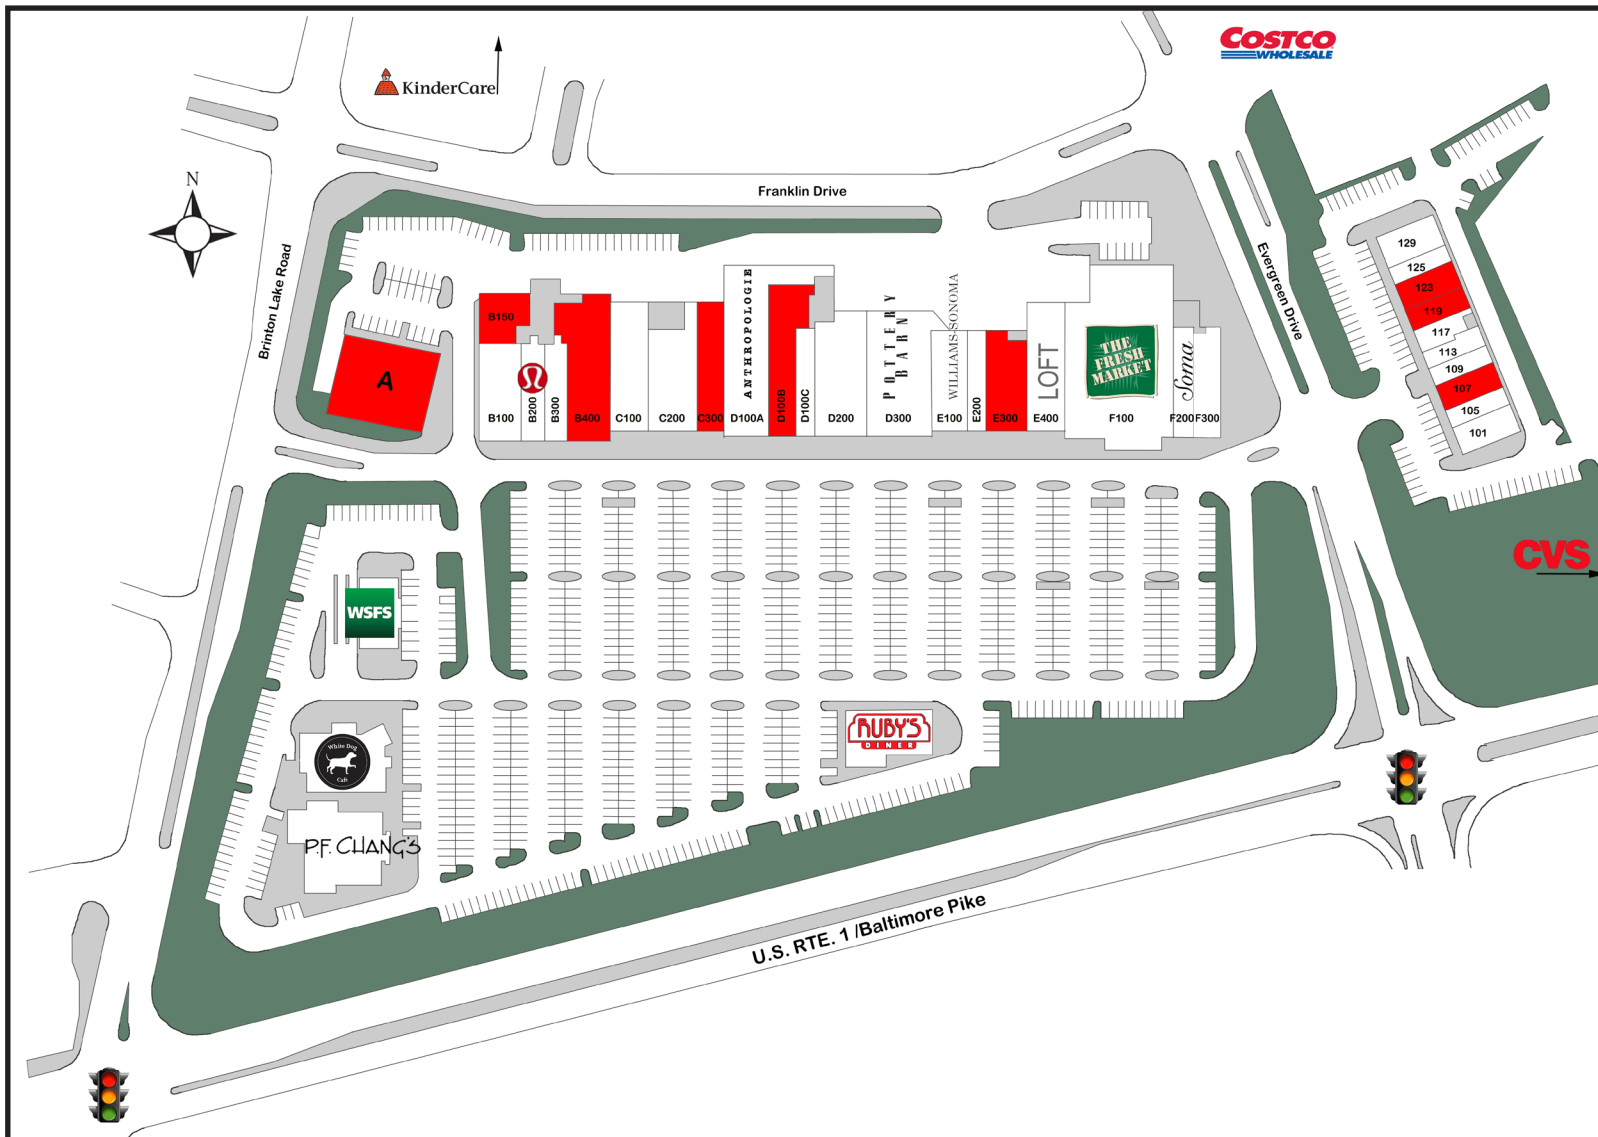 COSTCO
WHOLESALE
KinderCare
N
Franklin Drive
Brinton Lake Road
Evergreen Drive
129
125
123
119
117
113
109
107
105
101
A
B150
B100
B200
B300
B400
C100
C200
C300
ANTHROPOLOGIE
D100A
D100B
D100C
D200
POTTERY
BARN
D300
WILLIAMS-SONOMA
E100
E200
E300
LOFT
E400
THE
FRESH
MARKET
F100
Soma
F200
F300
CVS
WSFS
White Dog
Cafe
P.F. CHANG'S
RUBY'S
DINER
U.S. RTE. 1 /Baltimore Pike